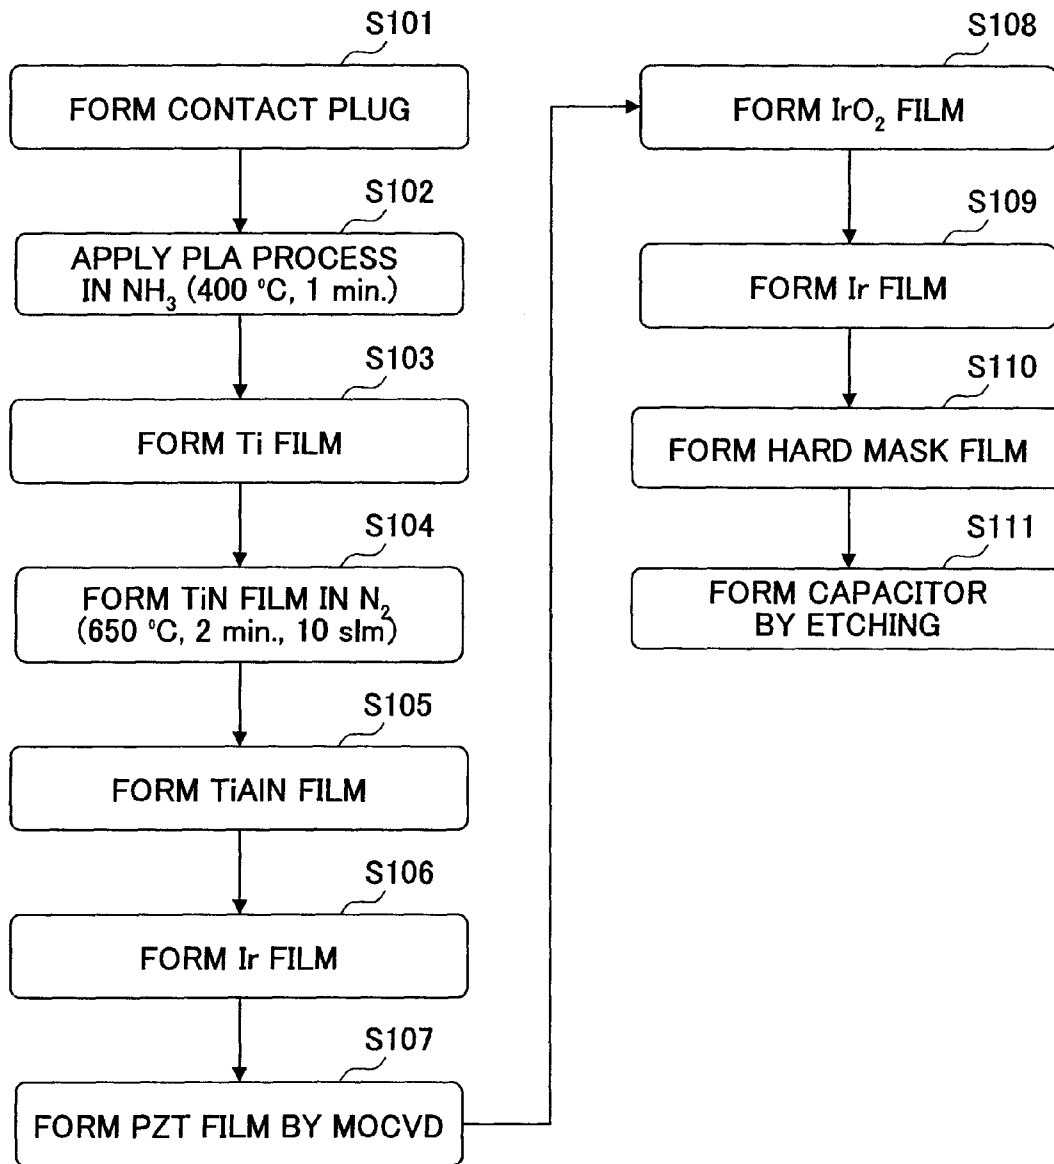 S101
FORM CONTACT PLUG
S102
APPLY PLA PROCESS
IN NH₃ (400 °C, 1 min.)
S103
FORM Ti FILM
S104
FORM TiN FILM IN N₂
(650 °C, 2 min., 10 slm)
S105
FORM TiAlN FILM
S106
FORM Ir FILM
S107
FORM PZT FILM BY MOCVD
S108
FORM IrO₂ FILM
S109
FORM Ir FILM
S110
FORM HARD MASK FILM
S111
FORM CAPACITOR
BY ETCHING